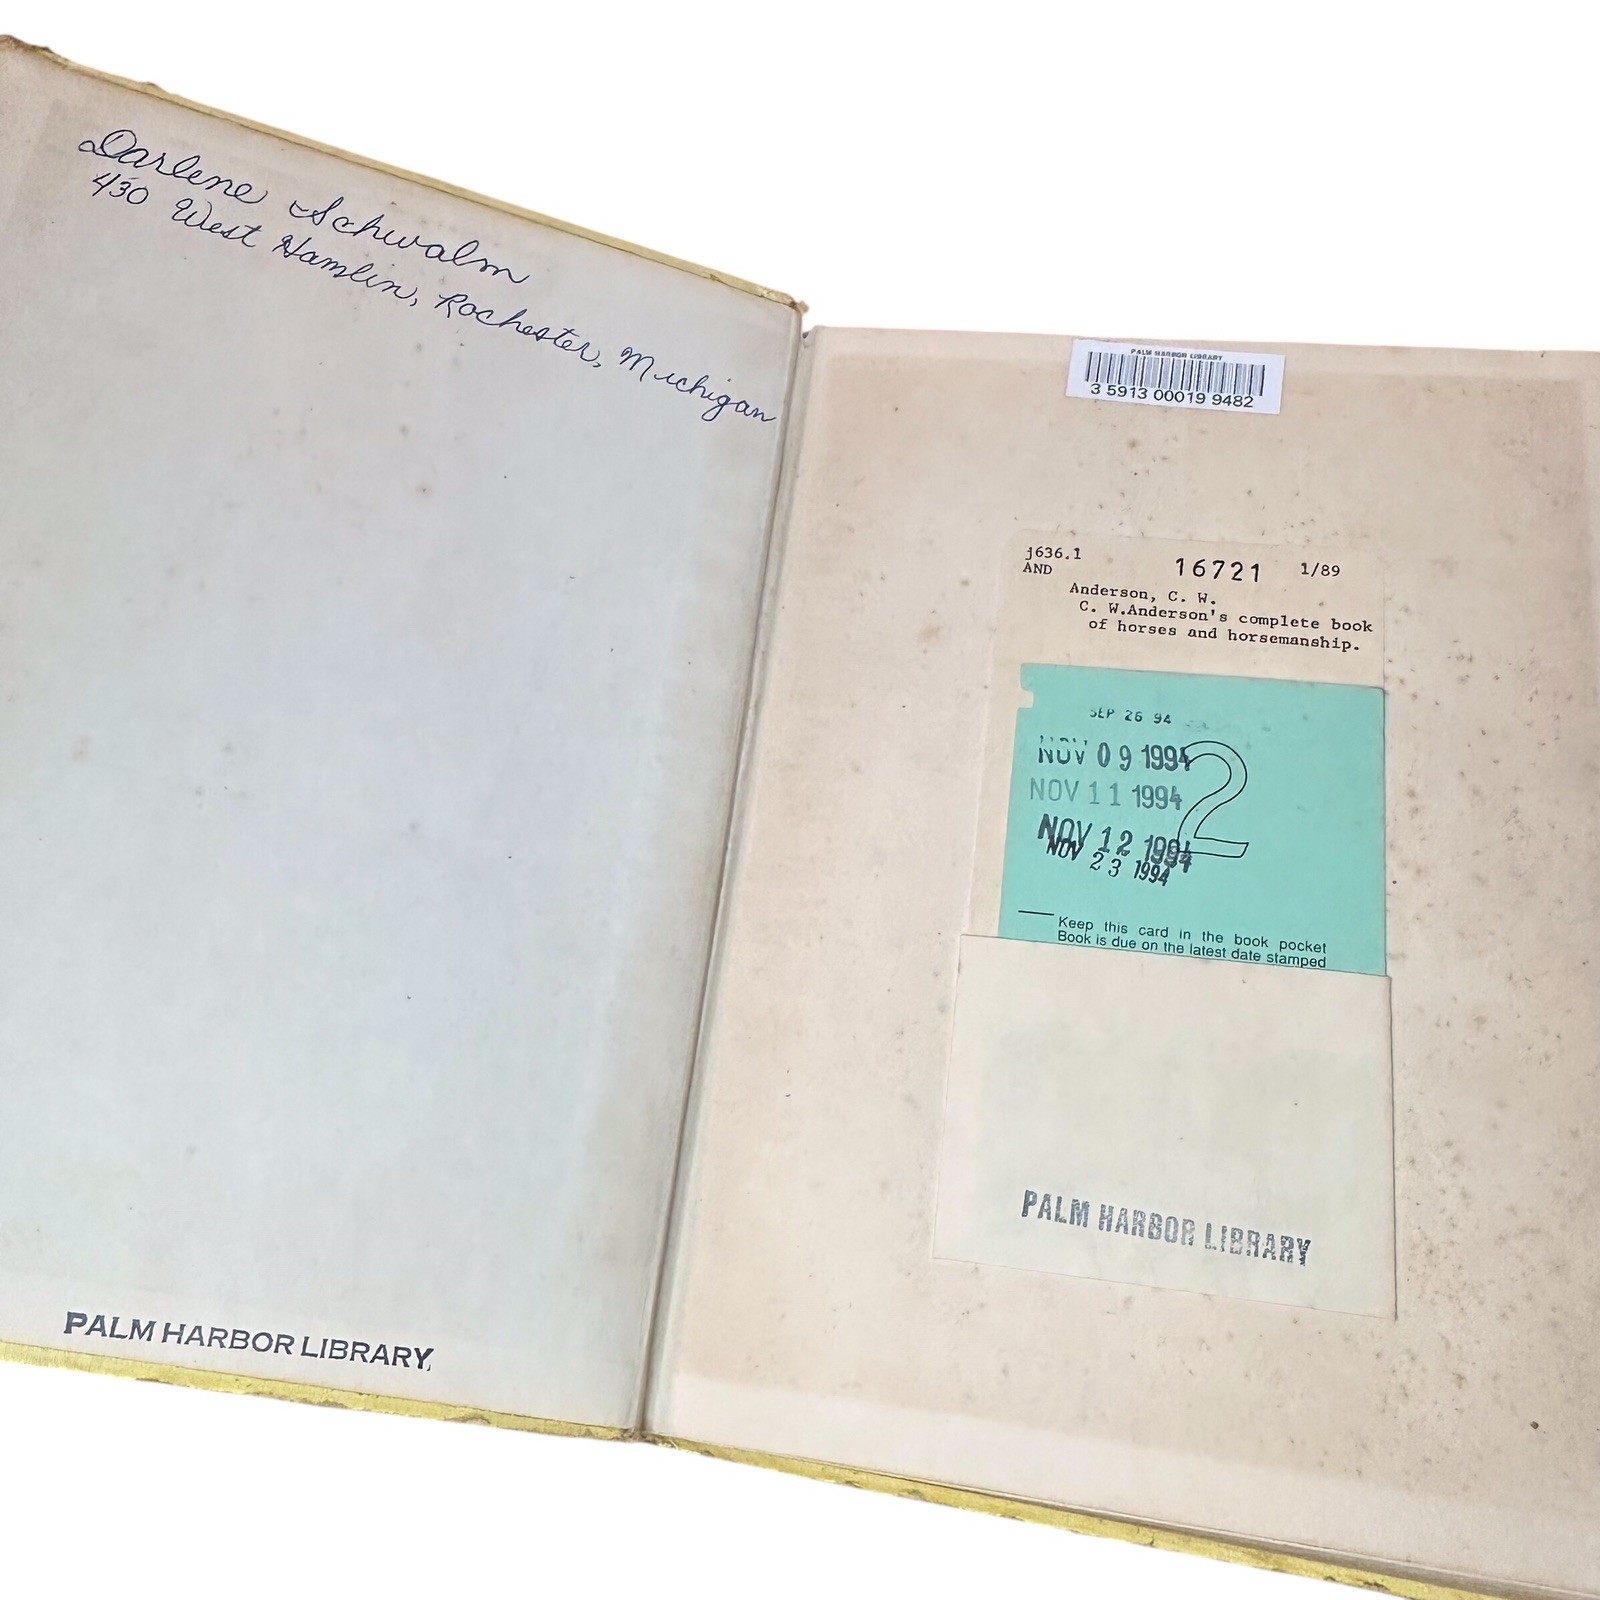 Darlene Schwalm
430 West Hamlin, Rochester, Michigan
PALM HARBOR LIBRARY
PALM HARBOR LIBRARY
3 5913 00019 9482
j636.1 16721 1/89
AND
Anderson, C. W.
C. W.Anderson's complete book
of horses and horsemanship.
SEP 26 94
NOV 09 1994
NOV 11 1994
NOV 12 1994
NOV 23 1994
2
Keep this card in the book pocket
Book is due on the latest date stamped
PALM HARBOR LIBRARY